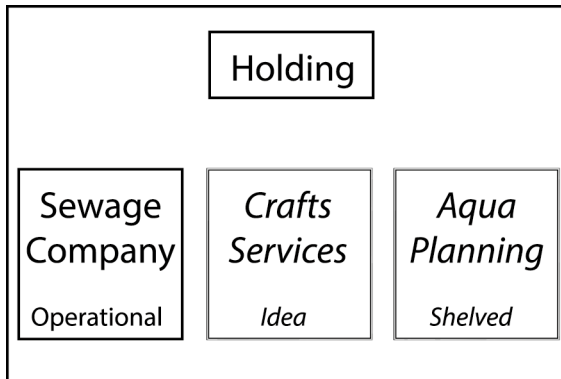 Holding
Sewage
Company
Operational
Crafts
Services
Idea
Aqua
Planning
Shelved